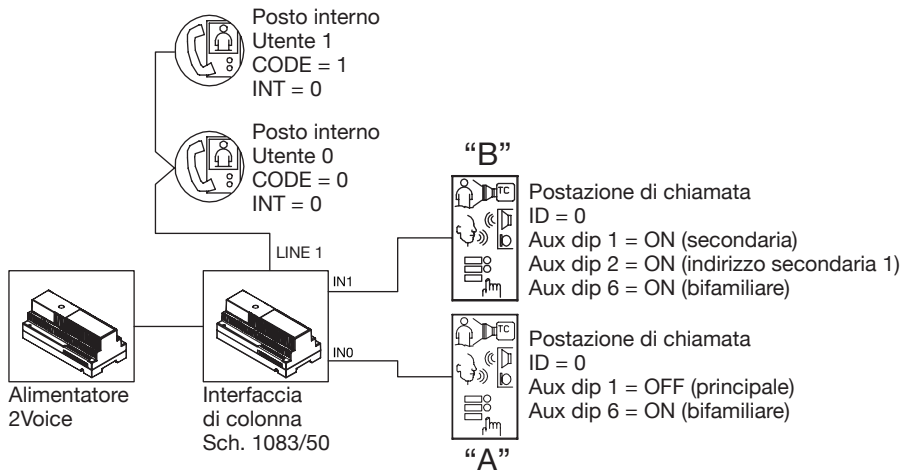 Posto interno
Utente 1
CODE = 1
INT = 0
Posto interno
Utente 0
CODE = 0
INT = 0
LINE 1
IN1
IN0
Alimentatore
2Voice
Interfaccia
di colonna
Sch. 1083/50
“B”
TC
Postazione di chiamata
ID = 0
Aux dip 1 = ON (secondaria)
Aux dip 2 = ON (indirizzo secondaria 1)
Aux dip 6 = ON (bifamiliare)
TC
Postazione di chiamata
ID = 0
Aux dip 1 = OFF (principale)
Aux dip 6 = ON (bifamiliare)
“A”